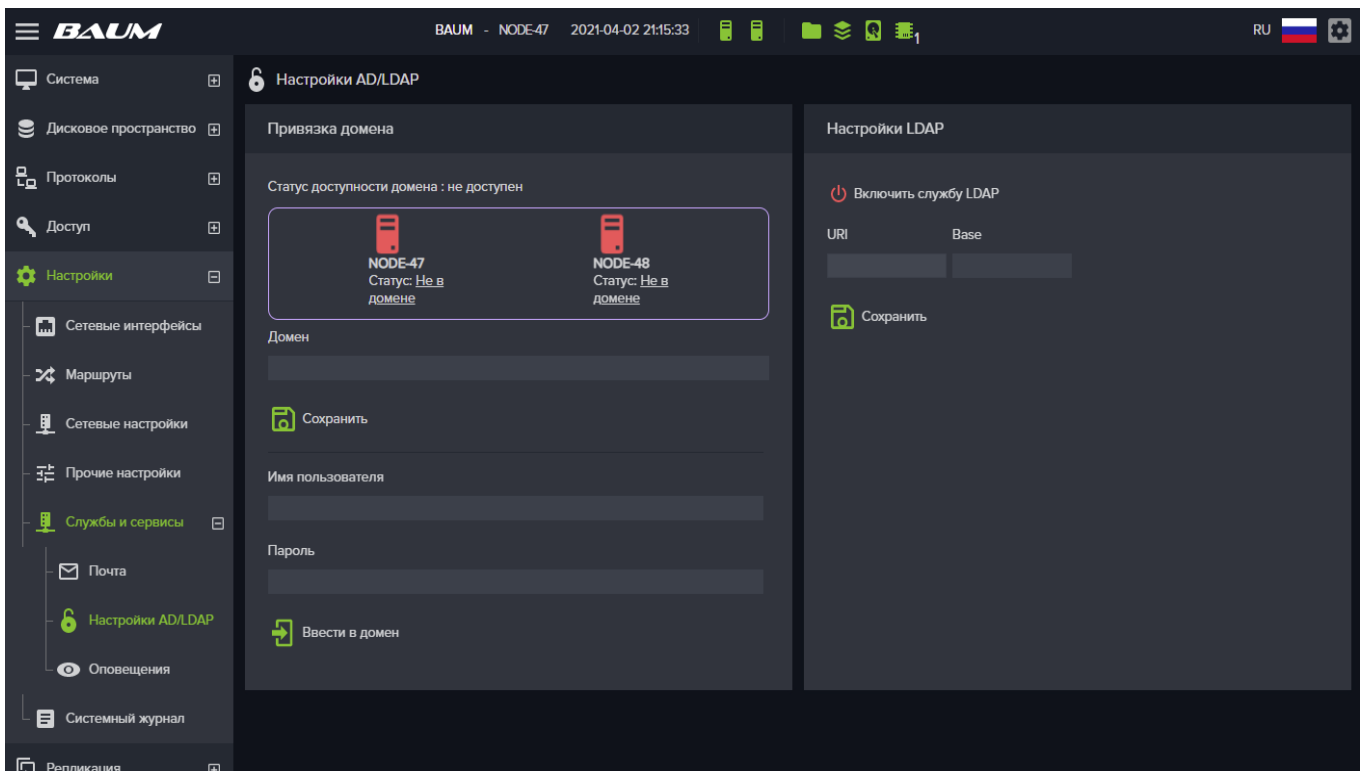 BAUM
BAUM - NODE-47 2021-04-02 21:15:33
1
RU
Система
Дисковое пространство
Протоколы
Доступ
Настройки
Сетевые интерфейсы
Маршруты
Сетевые настройки
Прочие настройки
Службы и сервисы
Почта
Настройки AD/LDAP
Оповещения
Системный журнал
Репликация
Настройки AD/LDAP
Привязка домена
Статус доступности домена : не доступен
NODE-47
Статус: Не в
домене
NODE-48
Статус: Не в
домене
Домен
Сохранить
Имя пользователя
Пароль
Ввести в домен
Настройки LDAP
Включить службу LDAP
URI Base
Сохранить